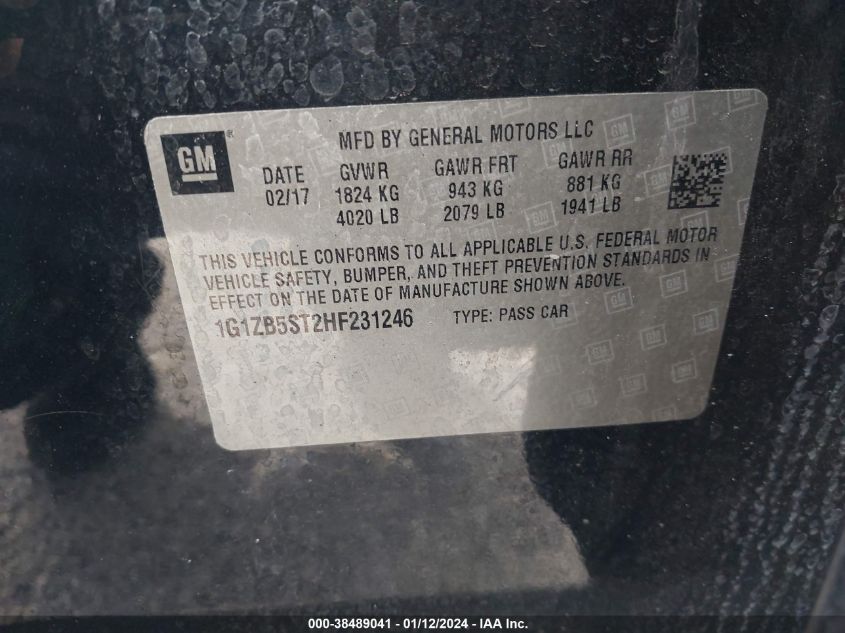 GM
MFD BY GENERAL MOTORS LLC
DATE GVWR GAWR FRT GAWR RR
02/17 1824 KG 943 KG 881 KG
4020 LB 2079 LB 1941 LB
THIS VEHICLE CONFORMS TO ALL APPLICABLE U.S. FEDERAL MOTOR
VEHICLE SAFETY, BUMPER, AND THEFT PREVENTION STANDARDS IN
EFFECT ON THE DATE OF MANUFACTURE SHOWN ABOVE.
1G1ZB5ST2HF231246 TYPE: PASS CAR
000-38489041 - 01/12/2024 - IAA Inc.